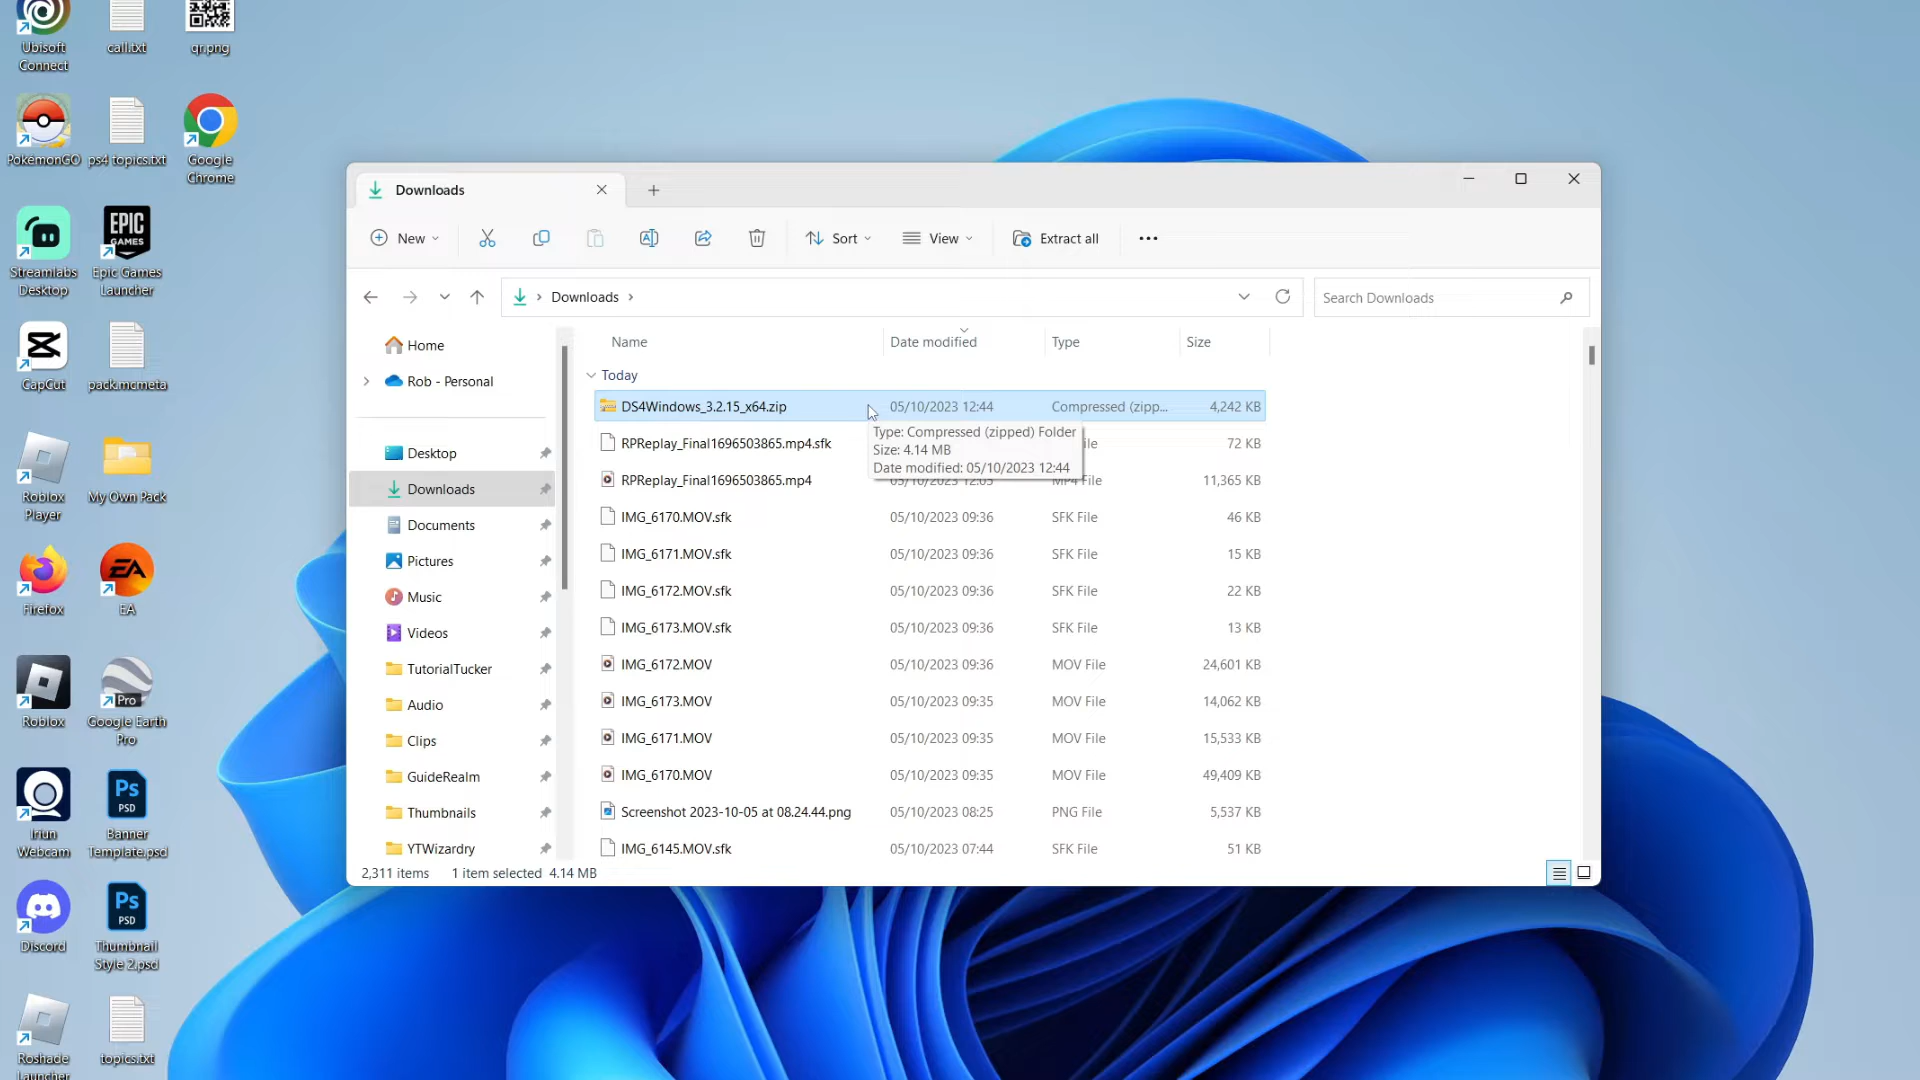 Ubisoft
Connect
call.txt
qr.png
PokémonGO
ps4 topics.txt
Google
Chrome
Streamlabs
Desktop
EPIC
GAMES
Epic Games
Launcher
CapCut
pack.mcmeta
Roblox
Player
My Own Pack
Firefox
EA
EA
Roblox
Pro
Google Earth
Pro
Iriun
Webcam
Ps
PSD
Banner
Template.psd
Discord
Ps
PSD
Thumbnail
Style 2.psd
Roshade
Launcher
topics.txt
Downloads
New
Sort
View
Extract all
Downloads
Search Downloads
Home
Rob - Personal
Desktop
Downloads
Documents
Pictures
Music
Videos
TutorialTucker
Audio
Clips
GuideRealm
Thumbnails
YTWizardry
Name Date modified Type Size
Today
DS4Windows_3.2.15_x64.zip 05/10/2023 12:44 Compressed (zipp... 4,242 KB
Type: Compressed (zipped) Folder
Size: 4.14 MB
Date modified: 05/10/2023 12:44
RPReplay_Final1696503865.mp4.sfk ile 72 KB
RPReplay_Final1696503865.mp4 05/10/2023 12:05 MP4 File 11,365 KB
IMG_6170.MOV.sfk 05/10/2023 09:36 SFK File 46 KB
IMG_6171.MOV.sfk 05/10/2023 09:36 SFK File 15 KB
IMG_6172.MOV.sfk 05/10/2023 09:36 SFK File 22 KB
IMG_6173.MOV.sfk 05/10/2023 09:36 SFK File 13 KB
IMG_6172.MOV 05/10/2023 09:36 MOV File 24,601 KB
IMG_6173.MOV 05/10/2023 09:35 MOV File 14,062 KB
IMG_6171.MOV 05/10/2023 09:35 MOV File 15,533 KB
IMG_6170.MOV 05/10/2023 09:35 MOV File 49,409 KB
Screenshot 2023-10-05 at 08.24.44.png 05/10/2023 08:25 PNG File 5,537 KB
IMG_6145.MOV.sfk 05/10/2023 07:44 SFK File 51 KB
2,311 items 1 item selected 4.14 MB